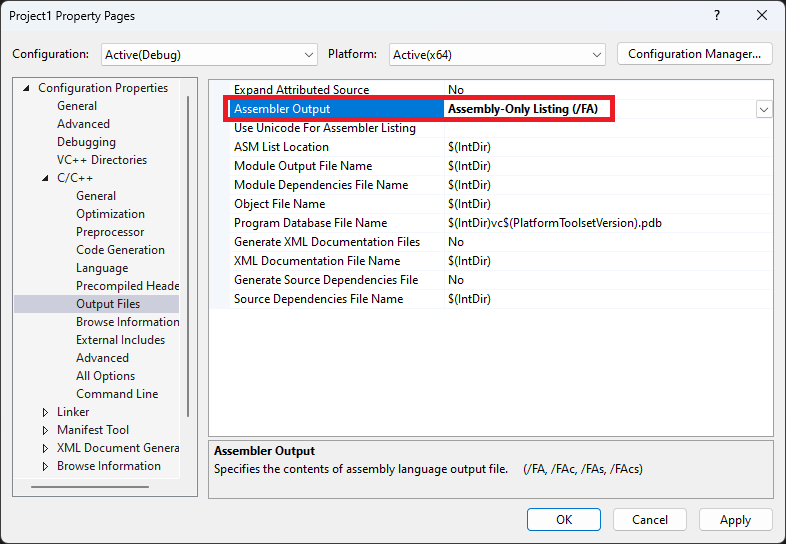 Project1 Property Pages ?
Configuration: Active(Debug) Platform: Active(x64) Configuration Manager...
Configuration Properties
General
Advanced
Debugging
VC++ Directories
C/C++
General
Optimization
Preprocessor
Code Generation
Language
Precompiled Heade
Output Files
Browse Information
External Includes
Advanced
All Options
Command Line
Linker
Manifest Tool
XML Document Genera
Browse Information
Expand Attributed Source No
Assembler Output Assembly-Only Listing (/FA)
Use Unicode For Assembler Listing
ASM List Location $(IntDir)
Module Output File Name $(IntDir)
Module Dependencies File Name $(IntDir)
Object File Name $(IntDir)
Program Database File Name $(IntDir)vc$(PlatformToolsetVersion).pdb
Generate XML Documentation Files No
XML Documentation File Name $(IntDir)
Generate Source Dependencies File No
Source Dependencies File Name $(IntDir)
Assembler Output
Specifies the contents of assembly language output file. (/FA, /FAc, /FAs, /FAcs)
OK Cancel Apply